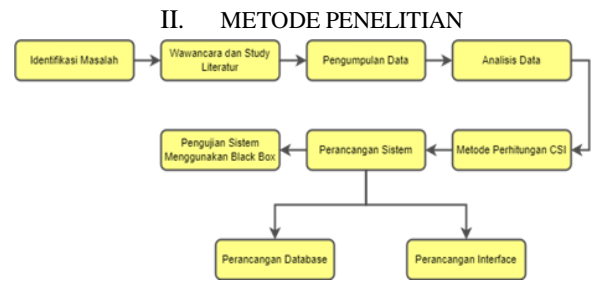 II. METODE PENELITIAN
Identifikasi Masalah
Wawancara dan Study
Literatur
Pengumpulan Data
Analisis Data
Metode Perhitungan CSI
Perancangan Sistem
Pengujian Sistem
Menggunakan Black Box
Perancangan Database
Perancangan Interface